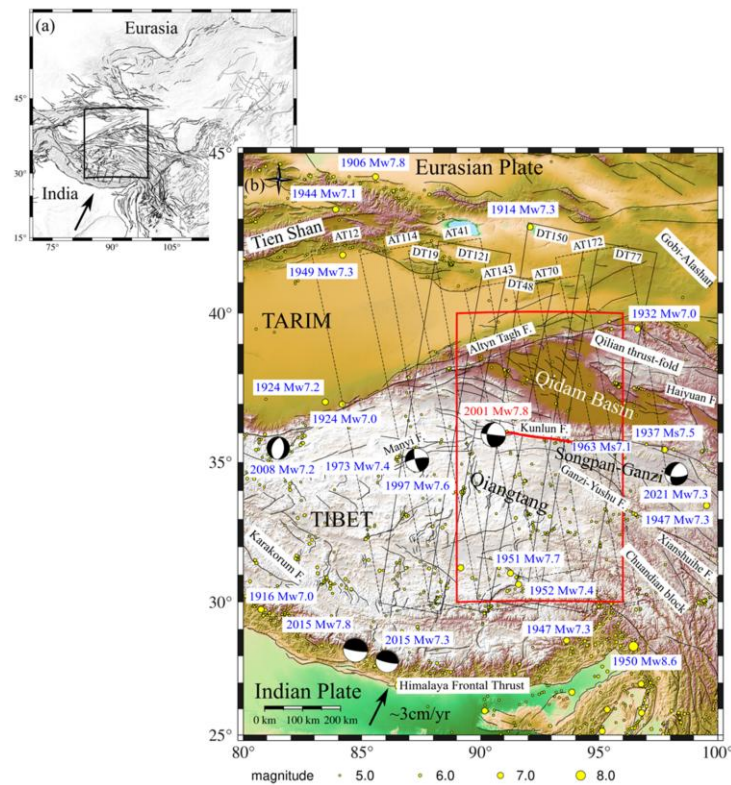 (a)
Eurasia
45°
30°
15°
India
75°
90°
105°
45°
(b)
1906 Mw7.8
Eurasian Plate
1944 Mw7.1
1914 Mw7.3
Tien Shan
AT12
AT114
AT41
DT150
DT19
DT121
AT172
DT77
Gobi-Alashan
AT143
AT70
DT48
1949 Mw7.3
40°
TARIM
1932 Mw7.0
Altyn Tagh F.
Qilian thrust-fold
Haiyuan F.
Qidam Basin
1924 Mw7.2
1924 Mw7.0
2001 Mw7.8
Kunlun F.
1937 Ms7.5
1963 Ms7.1
35°
Manyi F.
Songpan-Ganzi
2008 Mw7.2
1973 Mw7.4
1997 Mw7.6
Qiangtang
Ganzi-Yushu F.
2021 Mw7.3
1947 Mw7.3
TIBET
Karakorum F.
Xianshuihe F.
1951 Mw7.7
Chuandian block
1952 Mw7.4
30°
1916 Mw7.0
2015 Mw7.8
2015 Mw7.3
1947 Mw7.3
1950 Mw8.6
Himalaya Frontal Thrust
Indian Plate
0 km 100 km 200 km
~3cm/yr
25°
80°
85°
90°
95°
100°
magnitude 5.0 6.0 7.0 8.0